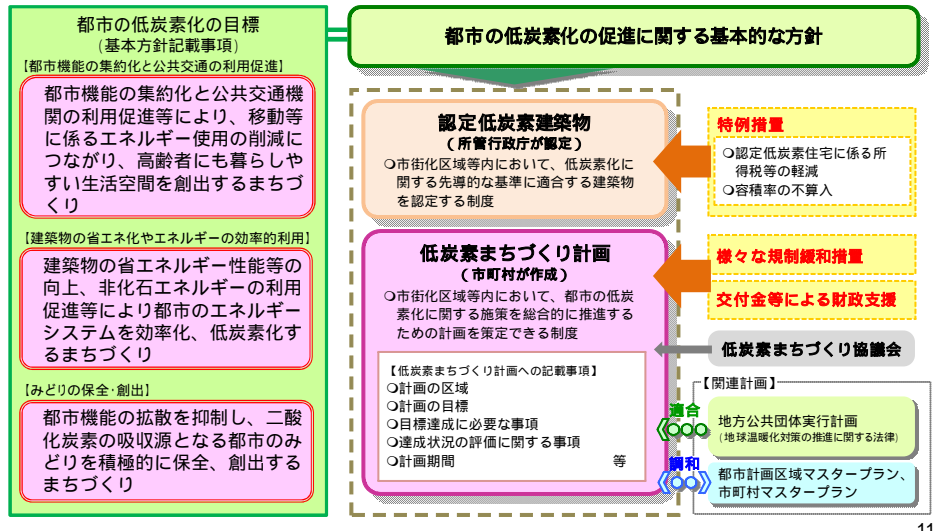 都市の低炭素化の目標
(基本方針記載事項)
【都市機能の集約化と公共交通の利用促進】
都市機能の集約化と公共交通機
関の利用促進等により、移動等
に係るエネルギー使用の削減に
つながり、高齢者にも暮らしや
すい生活空間を創出するまちづ
くり
【建築物の省エネ化やエネルギーの効率的利用】
建築物の省エネルギー性能等の
向上、非化石エネルギーの利用
促進等により都市のエネルギー
システムを効率化、低炭素化す
るまちづくり
【みどりの保全・創出】
都市機能の拡散を抑制し、二酸
化炭素の吸収源となる都市のみ
どりを積極的に保全、創出する
まちづくり
都市の低炭素化の促進に関する基本的な方針
認定低炭素建築物
(所管行政庁が認定)
○市街化区域等内において、低炭素化に
関する先導的な基準に適合する建築物
を認定する制度
特例措置
○認定低炭素住宅に係る所
得税等の軽減
○容積率の不算入
低炭素まちづくり計画
(市町村が作成)
○市街化区域等内において、都市の低炭
素化に関する施策を総合的に推進する
ための計画を策定できる制度
【低炭素まちづくり計画への記載事項】
○計画の区域
○計画の目標
○目標達成に必要な事項
○達成状況の評価に関する事項
○計画期間 等
様々な規制緩和措置
交付金等による財政支援
低炭素まちづくり協議会
【関連計画】
適合
地方公共団体実行計画
(地球温暖化対策の推進に関する法律)
調和
都市計画区域マスタープラン、
市町村マスタープラン
11